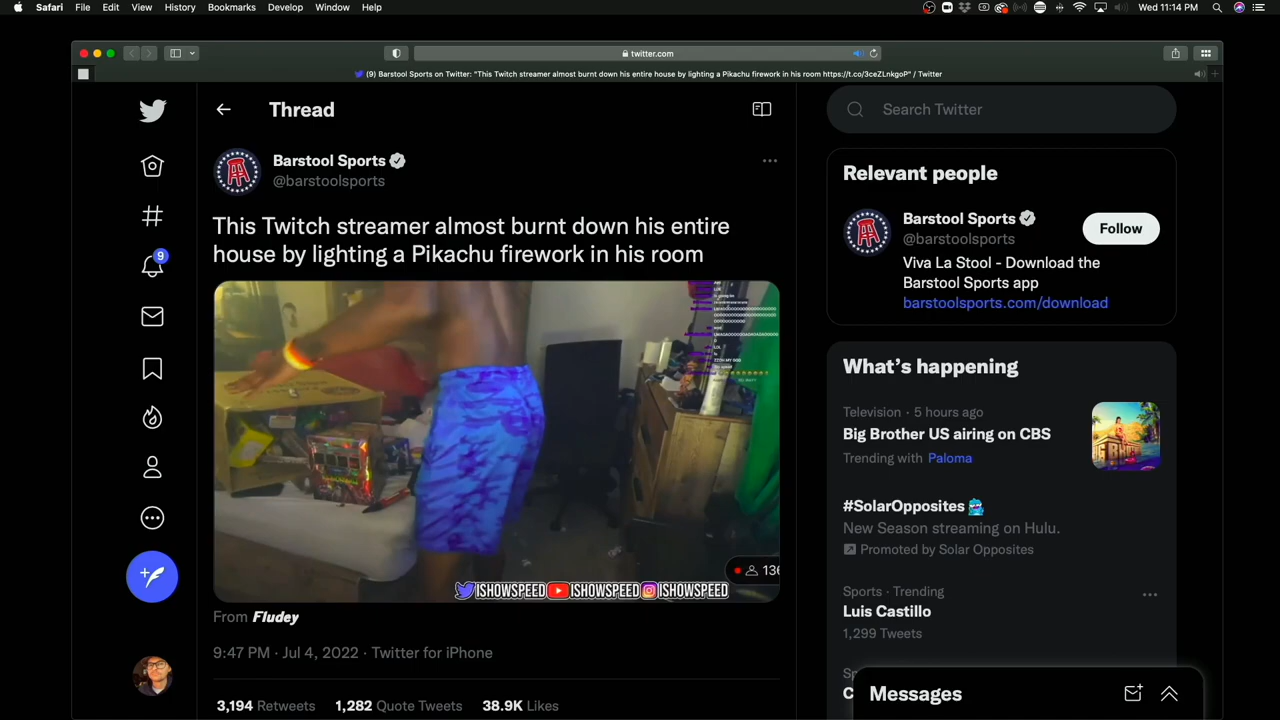 Safari File Edit View History Bookmarks Develop Window Help Wed 11:14 PM
twitter.com
(9) Barstool Sports on Twitter: "This Twitch streamer almost burnt down his entire house by lighting a Pikachu firework in his room https://t.co/3ceZLnkgoP" / Twitter
Thread
Barstool Sports
@barstoolsports
This Twitch streamer almost burnt down his entire
house by lighting a Pikachu firework in his room
136
ISHOWSPEED ISHOWSPEED ISHOWSPEED
From Fludey
9:47 PM · Jul 4, 2022 · Twitter for iPhone
3,194 Retweets 1,282 Quote Tweets 38.9K Likes
9
Search Twitter
Relevant people
Barstool Sports
@barstoolsports
Follow
Viva La Stool - Download the
Barstool Sports app
barstoolsports.com/download
What's happening
Television · 5 hours ago
Big Brother US airing on CBS
Trending with Paloma
#SolarOpposites
New Season streaming on Hulu.
Promoted by Solar Opposites
Sports · Trending
Luis Castillo
1,299 Tweets
Messages